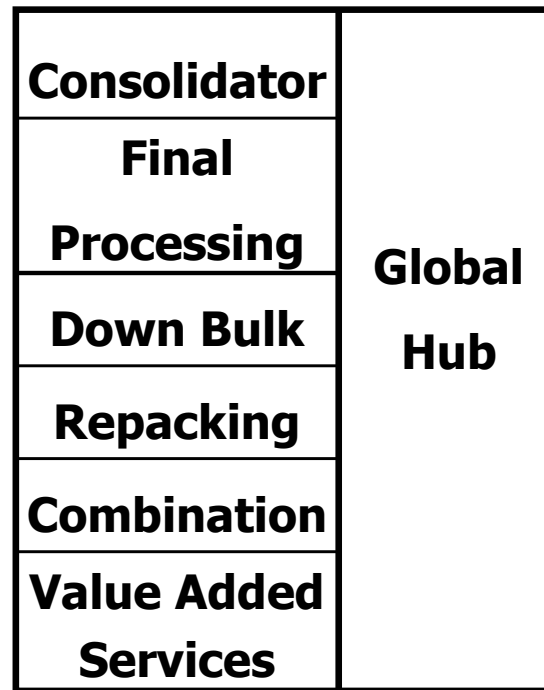 Consolidator
Final
Processing
Down Bulk
Repacking
Combination
Value Added
Services
Global
Hub